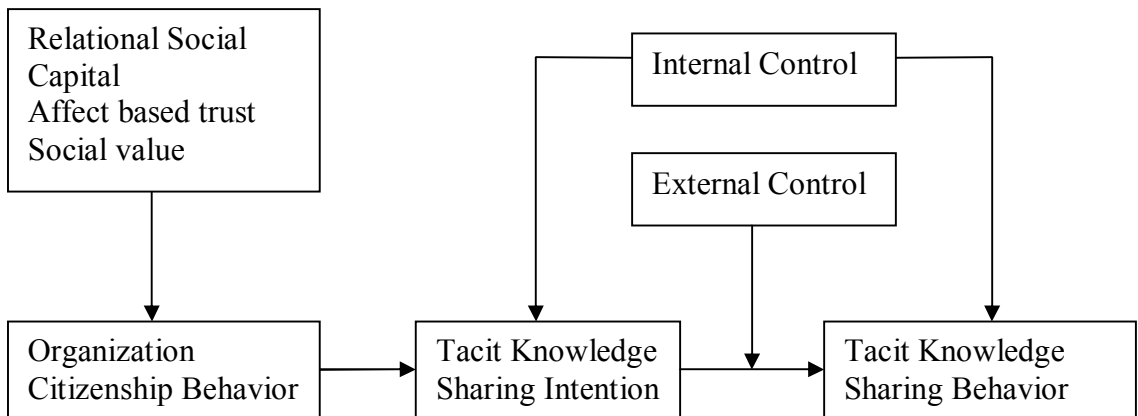 Relational Social
Capital
Affect based trust
Social value
Internal Control
External Control
Organization
Citizenship Behavior
Tacit Knowledge
Sharing Intention
Tacit Knowledge
Sharing Behavior